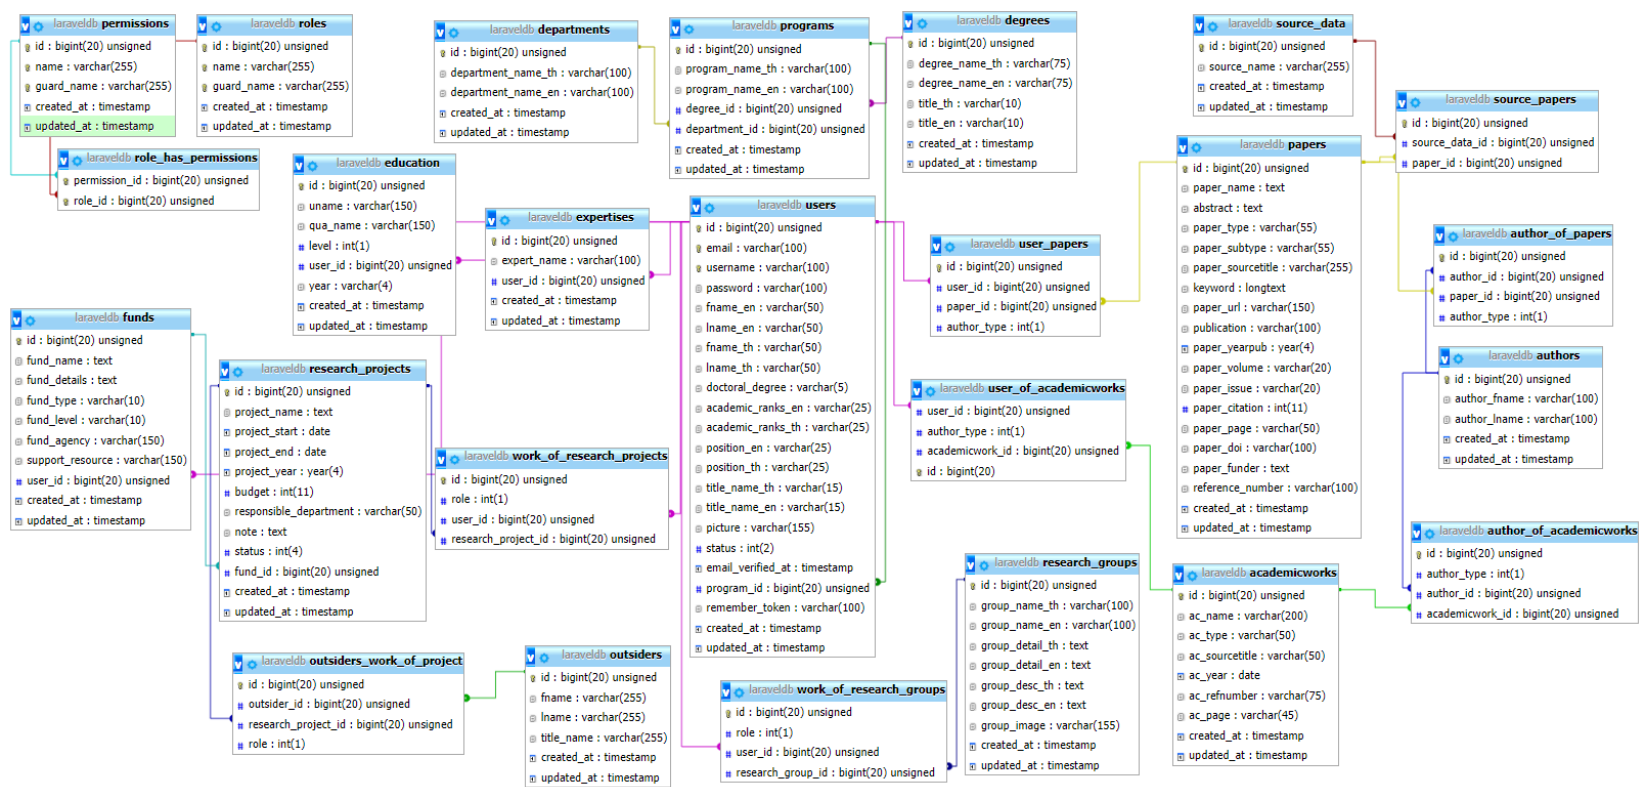 laraveldb permissions
id : bigint(20) unsigned
name : varchar(255)
guard_name : varchar(255)
created_at : timestamp
updated_at : timestamp
laraveldb roles
id : bigint(20) unsigned
name : varchar(255)
guard_name : varchar(255)
created_at : timestamp
updated_at : timestamp
laraveldb role_has_permissions
permission_id : bigint(20) unsigned
role_id : bigint(20) unsigned
laraveldb departments
id : bigint(20) unsigned
department_name_th : varchar(100)
department_name_en : varchar(100)
created_at : timestamp
updated_at : timestamp
laraveldb programs
id : bigint(20) unsigned
program_name_th : varchar(100)
program_name_en : varchar(100)
degree_id : bigint(20) unsigned
department_id : bigint(20) unsigned
created_at : timestamp
updated_at : timestamp
laraveldb degrees
id : bigint(20) unsigned
degree_name_th : varchar(75)
degree_name_en : varchar(75)
title_th : varchar(10)
title_en : varchar(10)
created_at : timestamp
updated_at : timestamp
laraveldb source_data
id : bigint(20) unsigned
source_name : varchar(255)
created_at : timestamp
updated_at : timestamp
laraveldb source_papers
id : bigint(20) unsigned
source_data_id : bigint(20) unsigned
paper_id : bigint(20) unsigned
laraveldb education
id : bigint(20) unsigned
uname : varchar(150)
qua_name : varchar(150)
level : int(1)
user_id : bigint(20) unsigned
year : varchar(4)
created_at : timestamp
updated_at : timestamp
laraveldb expertises
id : bigint(20) unsigned
expert_name : varchar(100)
user_id : bigint(20) unsigned
created_at : timestamp
updated_at : timestamp
laraveldb users
id : bigint(20) unsigned
email : varchar(100)
username : varchar(100)
password : varchar(100)
fname_en : varchar(50)
lname_en : varchar(50)
fname_th : varchar(50)
lname_th : varchar(50)
doctoral_degree : varchar(5)
academic_ranks_en : varchar(25)
academic_ranks_th : varchar(25)
position_en : varchar(25)
position_th : varchar(25)
title_name_th : varchar(15)
title_name_en : varchar(15)
picture : varchar(155)
status : int(2)
email_verified_at : timestamp
program_id : bigint(20) unsigned
remember_token : varchar(100)
created_at : timestamp
updated_at : timestamp
laraveldb user_papers
id : bigint(20) unsigned
user_id : bigint(20) unsigned
paper_id : bigint(20) unsigned
author_type : int(1)
laraveldb papers
id : bigint(20) unsigned
paper_name : text
abstract : text
paper_type : varchar(55)
paper_subtype : varchar(55)
paper_sourcetitle : varchar(255)
keyword : longtext
paper_url : varchar(150)
publication : varchar(100)
paper_yearpub : year(4)
paper_volume : varchar(20)
paper_issue : varchar(20)
paper_citation : int(11)
paper_page : varchar(50)
paper_doi : varchar(100)
paper_funder : text
reference_number : varchar(100)
created_at : timestamp
updated_at : timestamp
laraveldb author_of_papers
id : bigint(20) unsigned
author_id : bigint(20) unsigned
paper_id : bigint(20) unsigned
author_type : int(1)
laraveldb authors
id : bigint(20) unsigned
author_fname : varchar(100)
author_lname : varchar(100)
created_at : timestamp
updated_at : timestamp
laraveldb funds
id : bigint(20) unsigned
fund_name : text
fund_details : text
fund_type : varchar(10)
fund_level : varchar(10)
fund_agency : varchar(150)
support_resource : varchar(150)
user_id : bigint(20) unsigned
created_at : timestamp
updated_at : timestamp
laraveldb research_projects
id : bigint(20) unsigned
project_name : text
project_start : date
project_end : date
project_year : year(4)
budget : int(11)
responsible_department : varchar(50)
note : text
status : int(4)
fund_id : bigint(20) unsigned
created_at : timestamp
updated_at : timestamp
laraveldb work_of_research_projects
id : bigint(20) unsigned
role : int(1)
user_id : bigint(20) unsigned
research_project_id : bigint(20) unsigned
laraveldb user_of_academicworks
user_id : bigint(20) unsigned
author_type : int(1)
academicwork_id : bigint(20) unsigned
id : bigint(20)
laraveldb author_of_academicworks
id : bigint(20) unsigned
author_type : int(1)
author_id : bigint(20) unsigned
academicwork_id : bigint(20) unsigned
laraveldb research_groups
id : bigint(20) unsigned
group_name_th : varchar(100)
group_name_en : varchar(100)
group_detail_th : text
group_detail_en : text
group_desc_th : text
group_desc_en : text
group_image : varchar(155)
created_at : timestamp
updated_at : timestamp
laraveldb academicworks
id : bigint(20) unsigned
ac_name : varchar(200)
ac_type : varchar(50)
ac_sourcetitle : varchar(50)
ac_year : date
ac_refnumber : varchar(75)
ac_page : varchar(45)
created_at : timestamp
updated_at : timestamp
laraveldb outsiders_work_of_project
id : bigint(20) unsigned
outsider_id : bigint(20) unsigned
research_project_id : bigint(20) unsigned
role : int(1)
laraveldb outsiders
id : bigint(20) unsigned
fname : varchar(255)
lname : varchar(255)
title_name : varchar(255)
created_at : timestamp
updated_at : timestamp
laraveldb work_of_research_groups
id : bigint(20) unsigned
role : int(1)
user_id : bigint(20) unsigned
research_group_id : bigint(20) unsigned